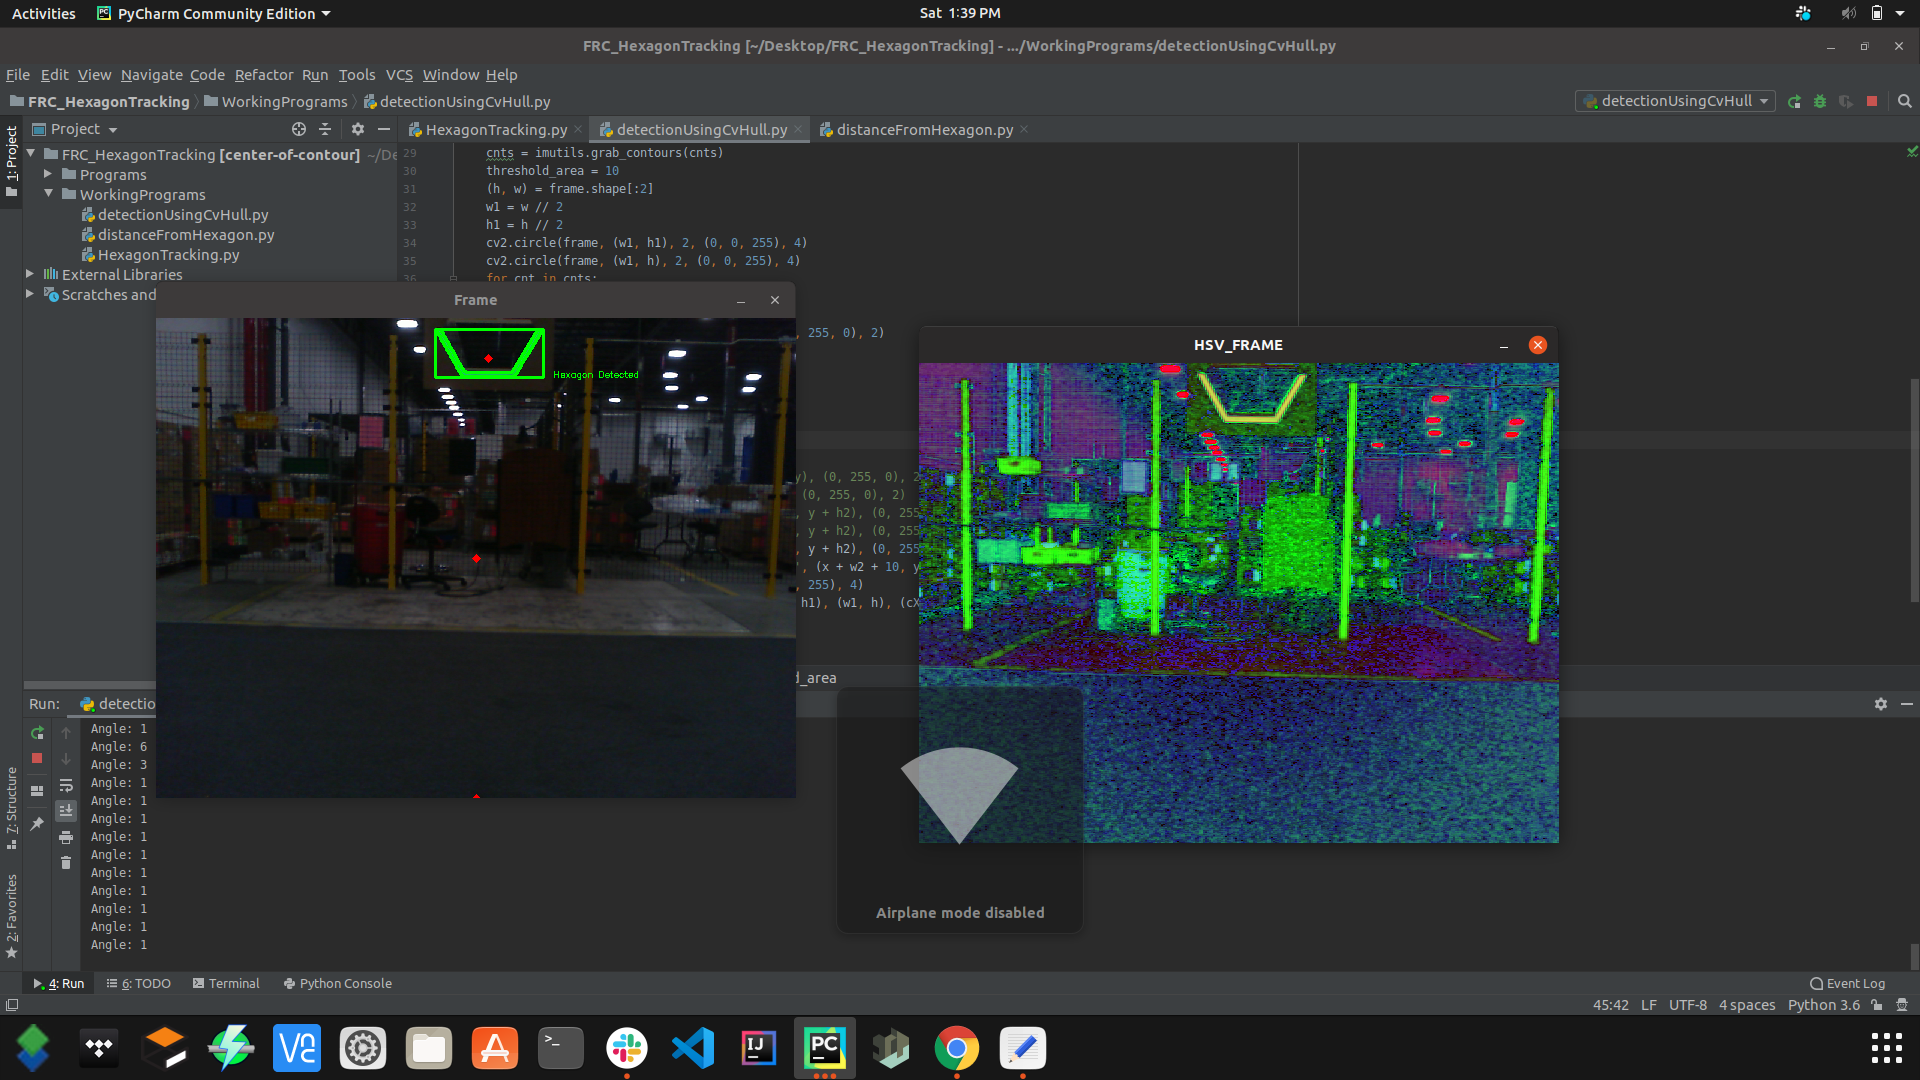 Activities PyCharm Community Edition Sat 1:39 PM
FRC_HexagonTracking [~/Desktop/FRC_HexagonTracking] - .../WorkingPrograms/detectionUsingCvHull.py
File Edit View Navigate Code Refactor Run Tools VCS Window Help
FRC_HexagonTracking WorkingPrograms detectionUsingCvHull.py detectionUsingCvHull
1: Project
Project HexagonTracking.py detectionUsingCvHull.py distanceFromHexagon.py
FRC_HexagonTracking [center-of-contour] ~/De
Programs
WorkingPrograms
detectionUsingCvHull.py
distanceFromHexagon.py
HexagonTracking.py
External Libraries
Scratches and
29 cnts = imutils.grab_contours(cnts)
30 threshold_area = 10
31 (h, w) = frame.shape[:2]
32 w1 = w // 2
33 h1 = h // 2
34 cv2.circle(frame, (w1, h1), 2, (0, 0, 255), 4)
35 cv2.circle(frame, (w1, h), 2, (0, 0, 255), 4)
36 for cnt in cnts:
255, 0), 2)
y), (0, 255, 0), 2
(0, 255, 0), 2)
, y + h2), (0, 255
, y + h2), (0, 255
, y + h2), (0, 255
, (x + w2 + 10, y
255), 4)
h1), (w1, h), (cX
d_area
Frame
Hexagon Detected
HSV_FRAME
Run: detectio
Angle: 1
Angle: 6
Angle: 3
Angle: 1
Angle: 1
Angle: 1
Angle: 1
Angle: 1
Angle: 1
Angle: 1
Angle: 1
Angle: 1
Angle: 1
7: Structure
2: Favorites
Airplane mode disabled
4: Run 6: TODO Terminal Python Console Event Log
45:42 LF UTF-8 4 spaces Python 3.6
VNC
A
>_
IJ
PC